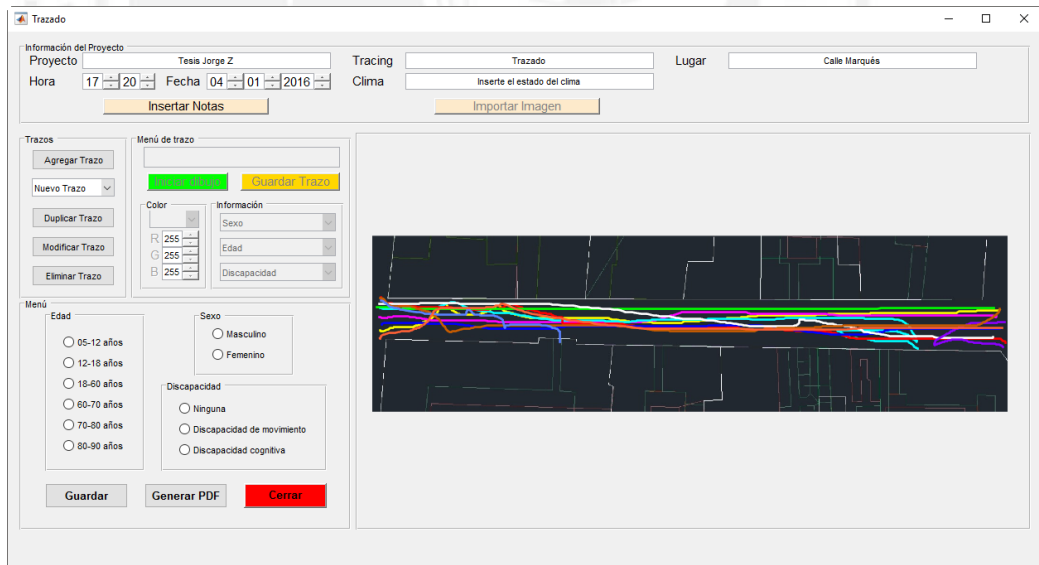 Trazado
Información del Proyecto
Proyecto Tesis Jorge Z Tracing Trazado Lugar Calle Marqués
Hora 17 20 Fecha 04 01 2016 Clima Inserte el estado del clima
Insertar Notas Importar Imagen
Trazos Menú de trazo
Agregar Trazo
Nuevo Trazo Iniciar dibujo Guardar Trazo
Color Información
Duplicar Trazo Sexo
R 255
Modificar Trazo G 255 Edad
Eliminar Trazo B 255 Discapacidad
Menú
Edad Sexo
05-12 años Masculino
12-18 años Femenino
18-60 años Discapacidad
60-70 años Ninguna
70-80 años Discapacidad de movimiento
80-90 años Discapacidad cognitiva
Guardar Generar PDF Cerrar